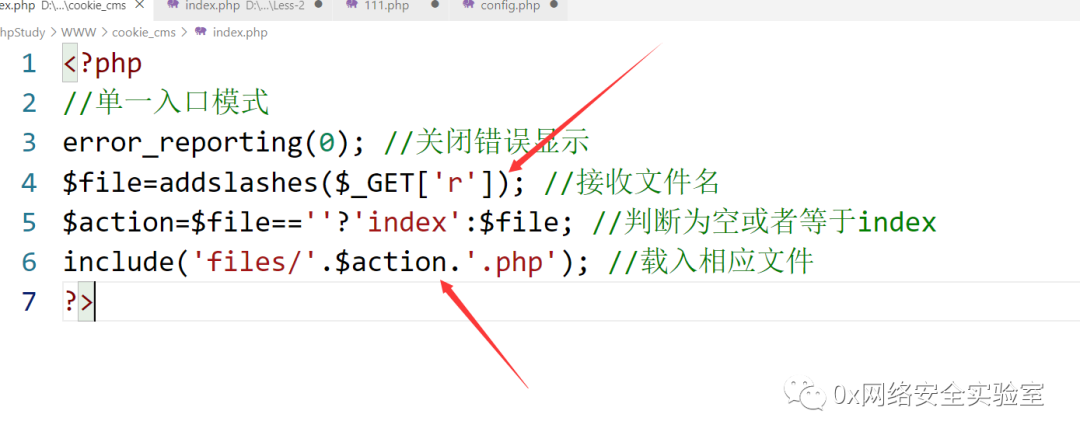 ex.php D:\...\cookie_cms × index.php D:\...\Less-2 ● 111.php ● config.php ●
hpStudy > WWW > cookie_cms > index.php
1 <?php
2 //单一入口模式
3 error_reporting(0); //关闭错误显示
4 $file=addslashes($_GET['r']); //接收文件名
5 $action=$file==''?'index':$file; //判断为空或者等于index
6 include('files/'.$action.'.php'); //载入相应文件
7 ?>
0x网络安全实验室